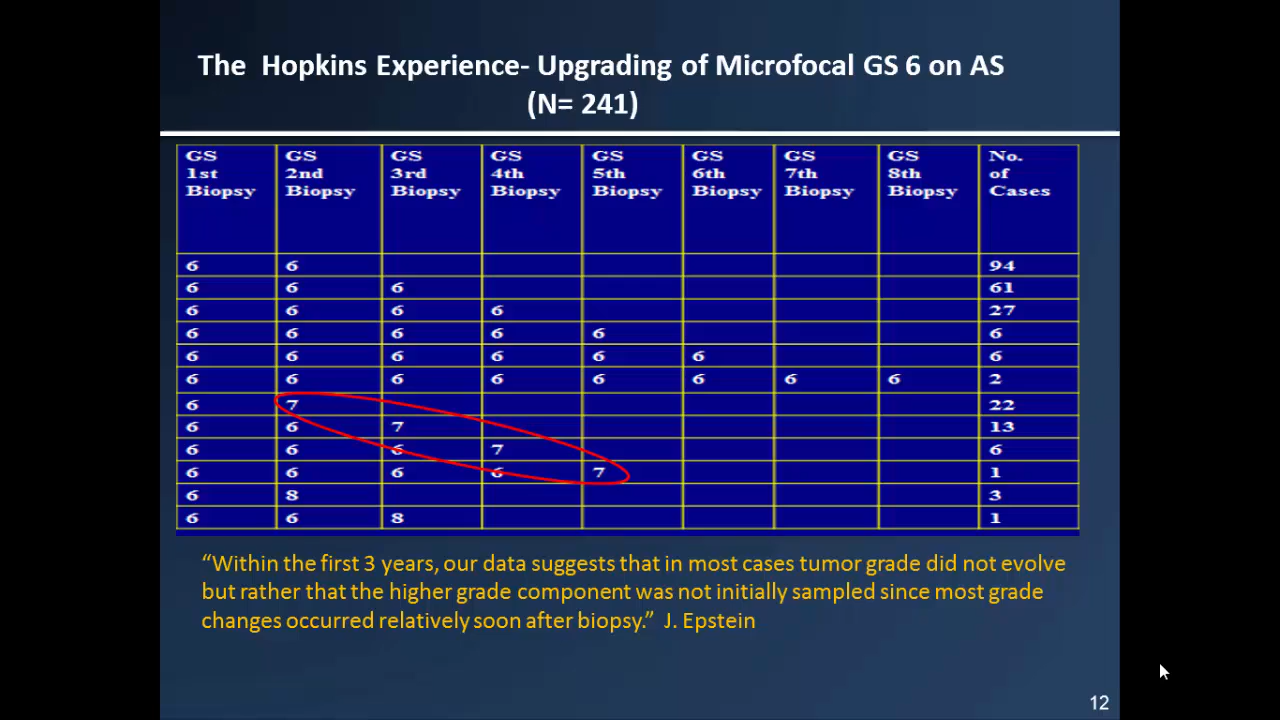 The Hopkins Experience- Upgrading of Microfocal GS 6 on AS
(N= 241)
GS 1st Biopsy GS 2nd Biopsy GS 3rd Biopsy GS 4th Biopsy GS 5th Biopsy GS 6th Biopsy GS 7th Biopsy GS 8th Biopsy No. of Cases
6 6 94
6 6 6 61
6 6 6 6 27
6 6 6 6 6 6
6 6 6 6 6 6 6
6 6 6 6 6 6 6 6 2
6 7 22
6 6 7 13
6 6 6 7 6
6 6 6 6 7 1
6 8 3
6 6 8 1
“Within the first 3 years, our data suggests that in most cases tumor grade did not evolve
but rather that the higher grade component was not initially sampled since most grade
changes occurred relatively soon after biopsy.” J. Epstein
12